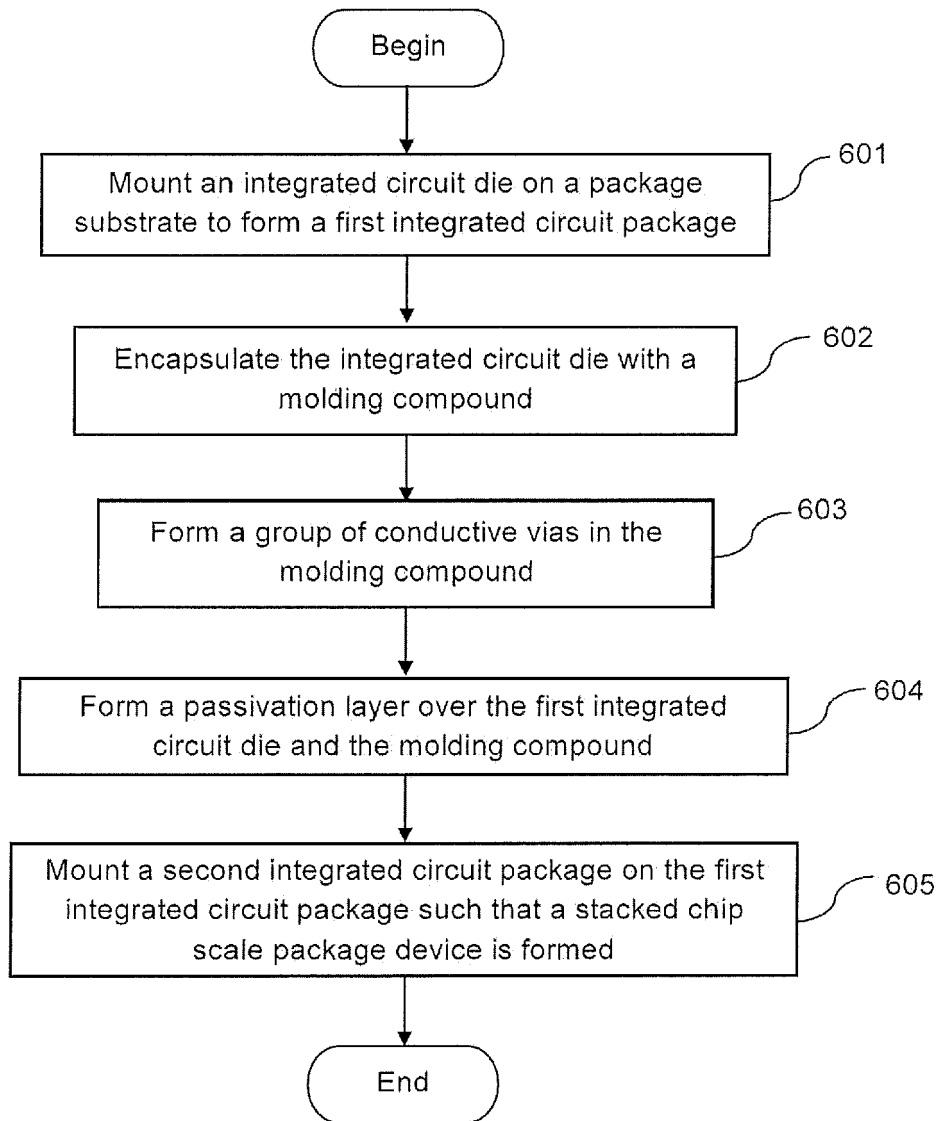 Begin
601
Mount an integrated circuit die on a package
substrate to form a first integrated circuit package
602
Encapsulate the integrated circuit die with a
molding compound
603
Form a group of conductive vias in the
molding compound
604
Form a passivation layer over the first integrated
circuit die and the molding compound
605
Mount a second integrated circuit package on the first
integrated circuit package such that a stacked chip
scale package device is formed
End